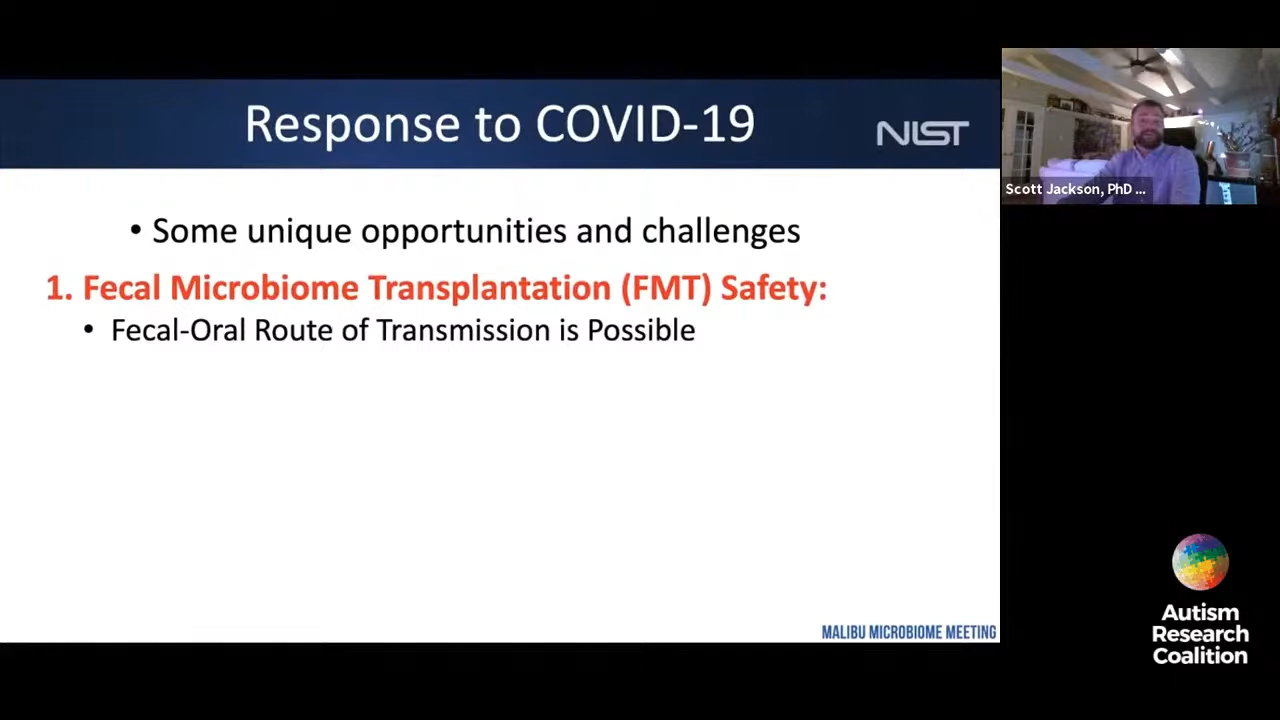 Response to COVID-19
NIST
• Some unique opportunities and challenges
1. Fecal Microbiome Transplantation (FMT) Safety:
• Fecal-Oral Route of Transmission is Possible
MALIBU MICROBIOME MEETING
Scott Jackson, PhD ...
Autism
Research
Coalition